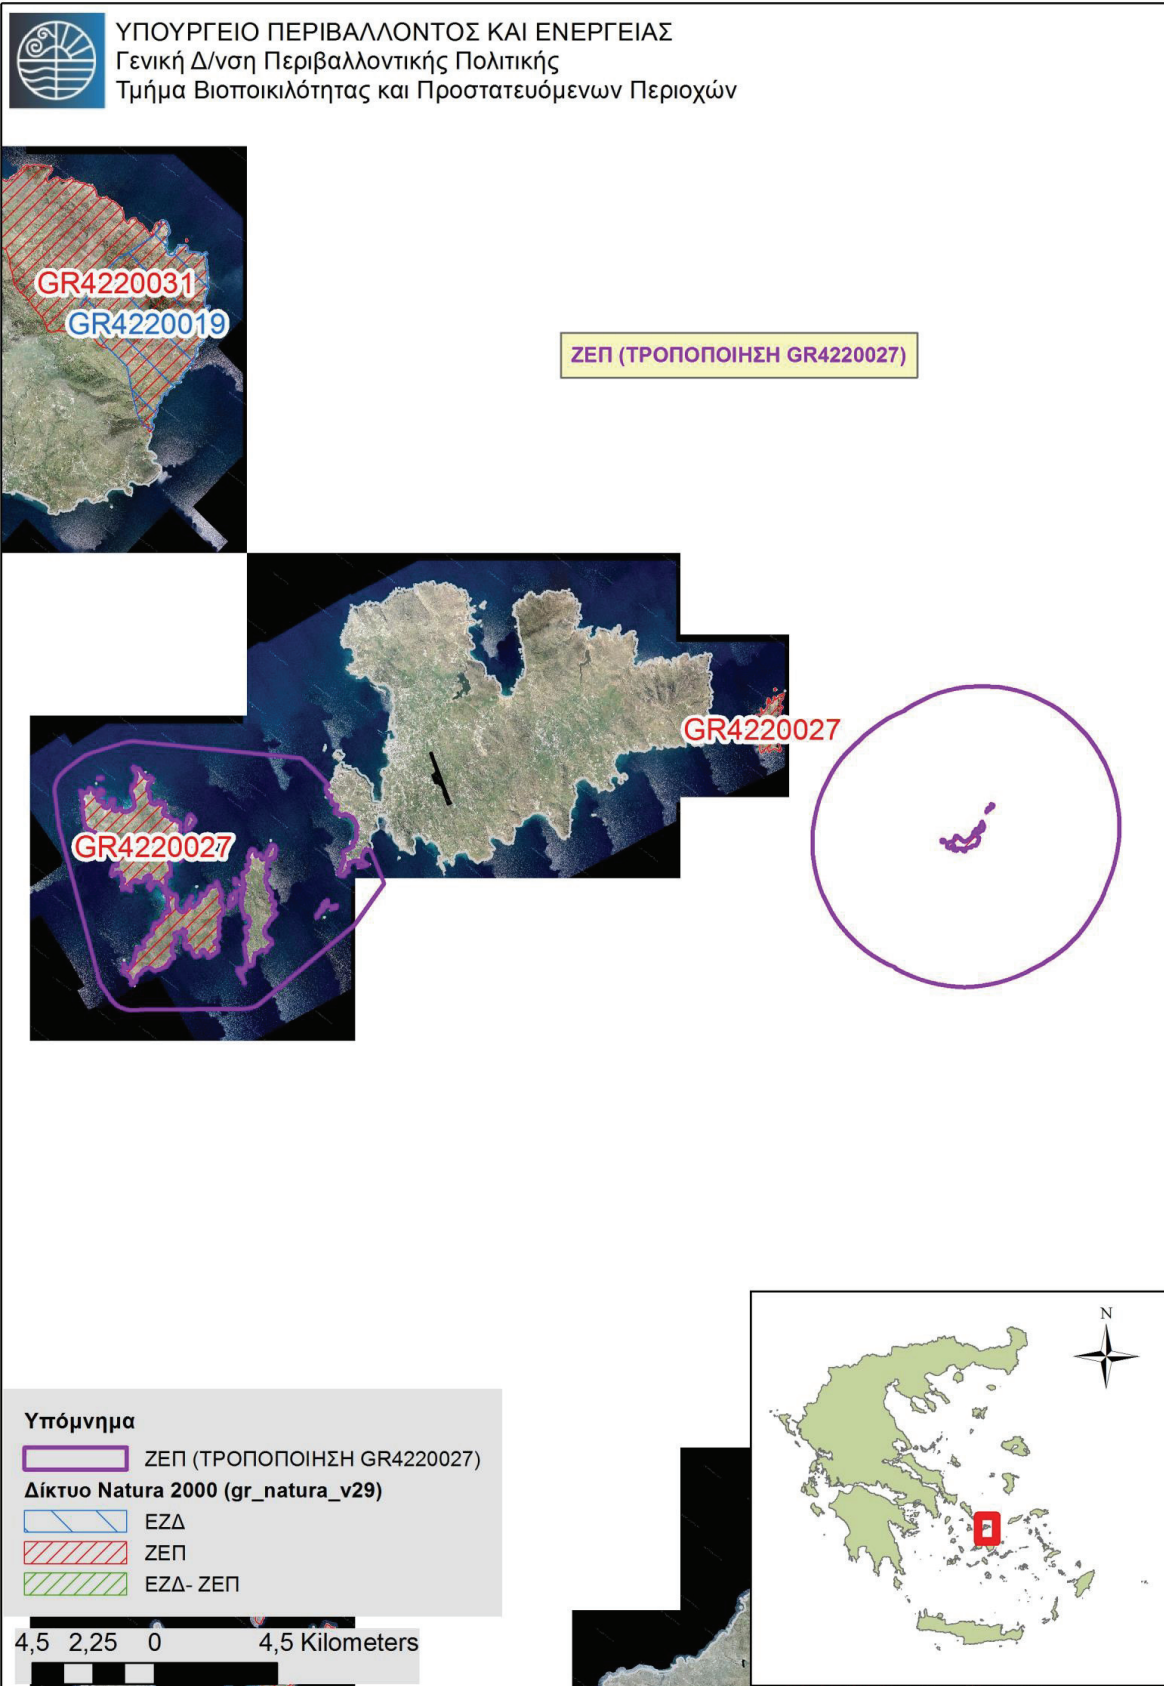 ΥΠΟΥΡΓΕΙΟ ΠΕΡΙΒΑΛΛΟΝΤΟΣ ΚΑΙ ΕΝΕΡΓΕΙΑΣ
Γενική Δ/νση Περιβαλλοντικής Πολιτικής
Τμήμα Βιοποικιλότητας και Προστατευόμενων Περιοχών
GR4220031
GR4220019
ΖΕΠ (ΤΡΟΠΟΠΟΙΗΣΗ GR4220027)
GR4220027
GR4220027
N
Υπόμνημα
ΖΕΠ (ΤΡΟΠΟΠΟΙΗΣΗ GR4220027)
Δίκτυο Natura 2000 (gr_natura_v29)
ΕΖΔ
ΖΕΠ
ΕΖΔ- ΖΕΠ
4,5 2,25 0 4,5 Kilometers